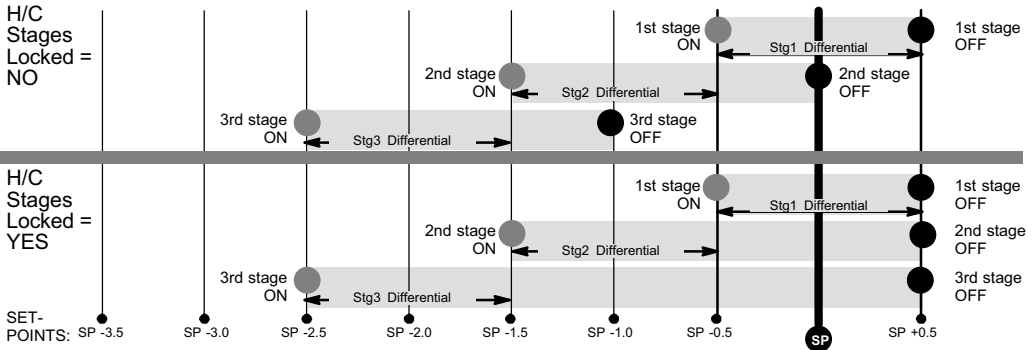 H/C
Stages
Locked =
NO
1st stage
ON
Stg1 Differential
1st stage
OFF
2nd stage
ON
Stg2 Differential
2nd stage
OFF
3rd stage
ON
Stg3 Differential
3rd stage
OFF
H/C
Stages
Locked =
YES
1st stage
ON
Stg1 Differential
1st stage
OFF
2nd stage
ON
Stg2 Differential
2nd stage
OFF
3rd stage
ON
Stg3 Differential
3rd stage
OFF
SET-
POINTS: SP -3.5 SP -3.0 SP -2.5 SP -2.0 SP -1.5 SP -1.0 SP -0.5 SP SP +0.5